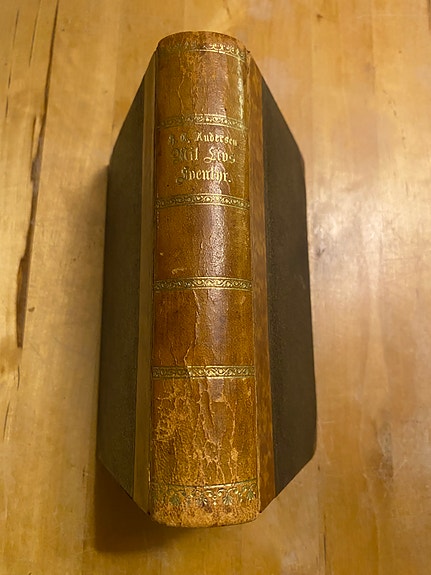 H. C. Andersen
Mit Livs
Eventyr.